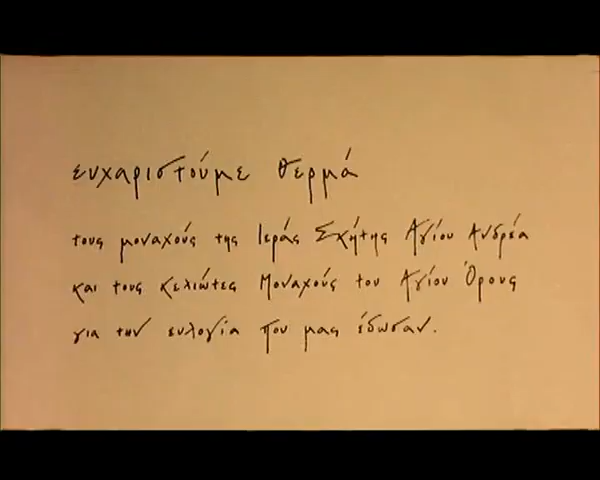 ευχαριστούμε θερμά
τους μοναχούς της Ιεράς Σκήτης Αγίου Ανδρέα
και τους κελιώτες Μοναχούς του Αγίου Όρους
για την ευλογία που μας έδωσαν.